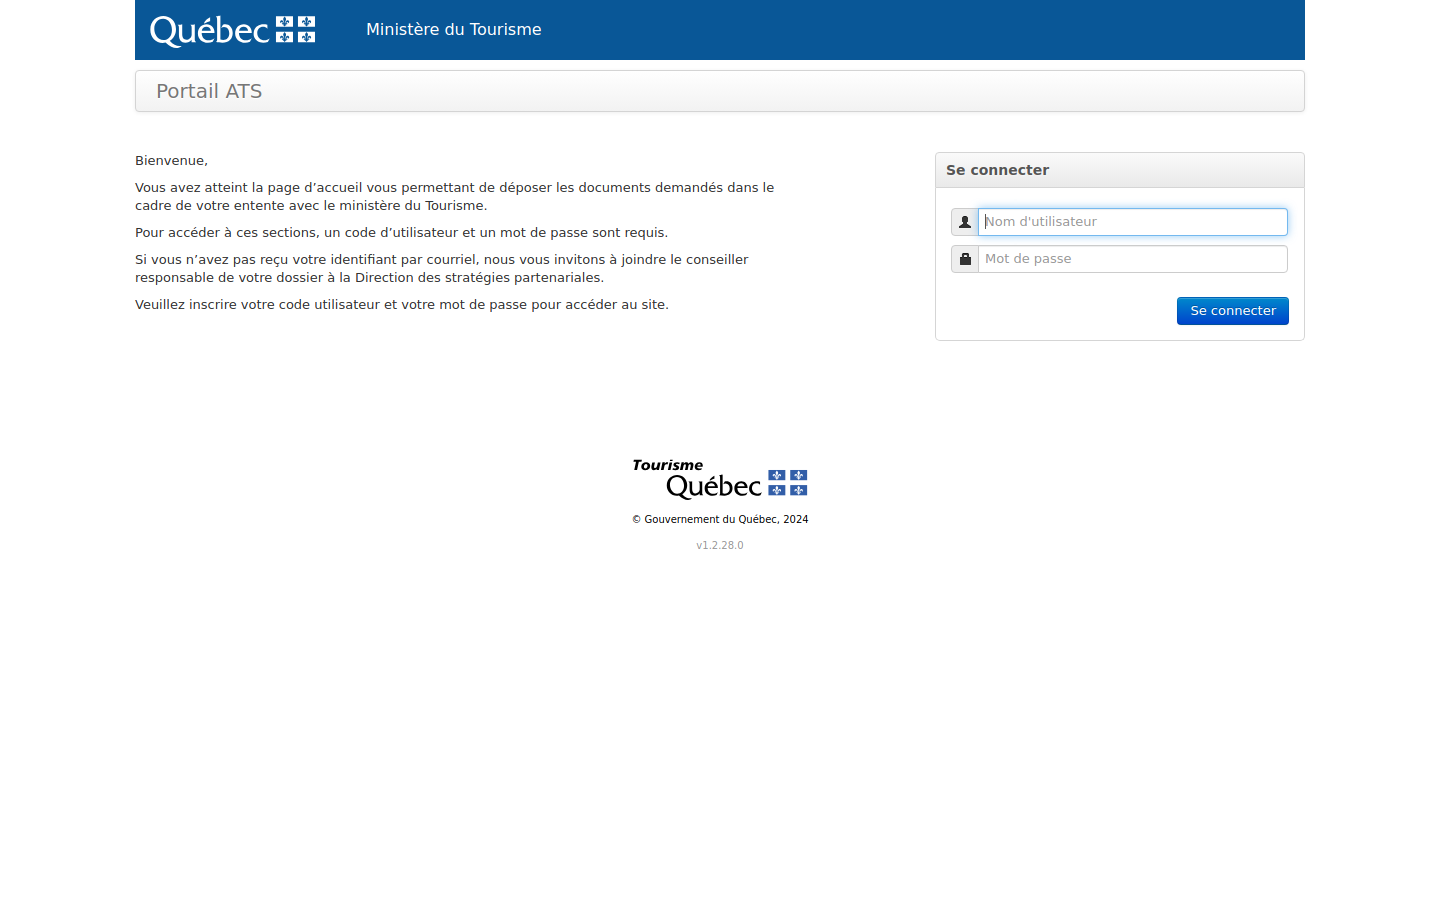 Québec
Ministère du Tourisme
Portail ATS
Bienvenue,
Vous avez atteint la page d’accueil vous permettant de déposer les documents demandés dans le
cadre de votre entente avec le ministère du Tourisme.
Pour accéder à ces sections, un code d’utilisateur et un mot de passe sont requis.
Si vous n’avez pas reçu votre identifiant par courriel, nous vous invitons à joindre le conseiller
responsable de votre dossier à la Direction des stratégies partenariales.
Veuillez inscrire votre code utilisateur et votre mot de passe pour accéder au site.
Se connecter
Nom d'utilisateur
Mot de passe
Se connecter
Tourisme
Québec
© Gouvernement du Québec, 2024
v1.2.28.0